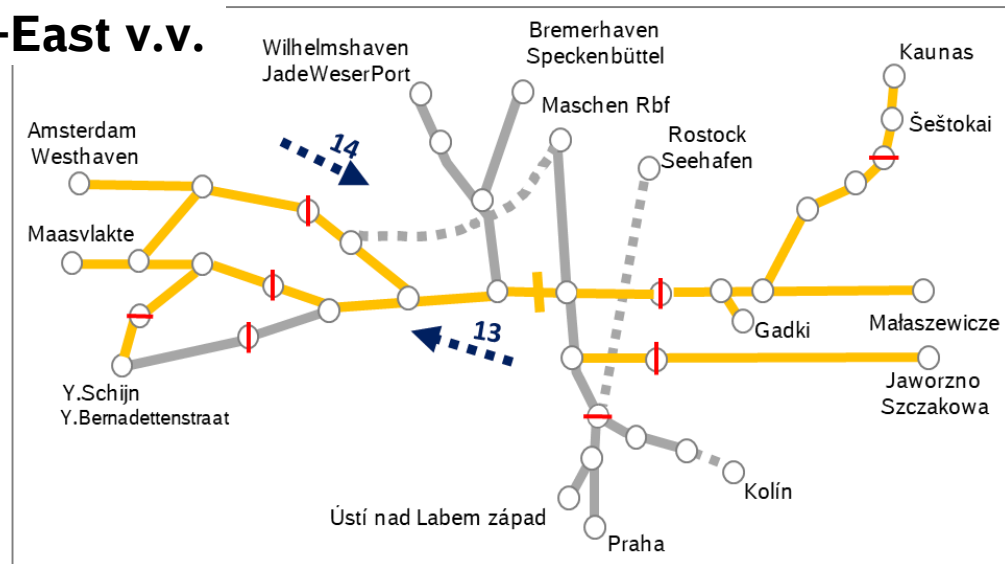 -East v.v.
Wilhelmshaven
JadeWeserPort
Bremerhaven
Speckenbüttel
Maschen Rbf
Rostock
Seehafen
Kaunas
Šeštokai
Amsterdam
Westhaven
14
Maasvlakte
13
Gadki
Małaszewicze
Jaworzno
Szczakowa
Y.Schijn
Y.Bernadettenstraat
Kolín
Ústí nad Labem západ
Praha